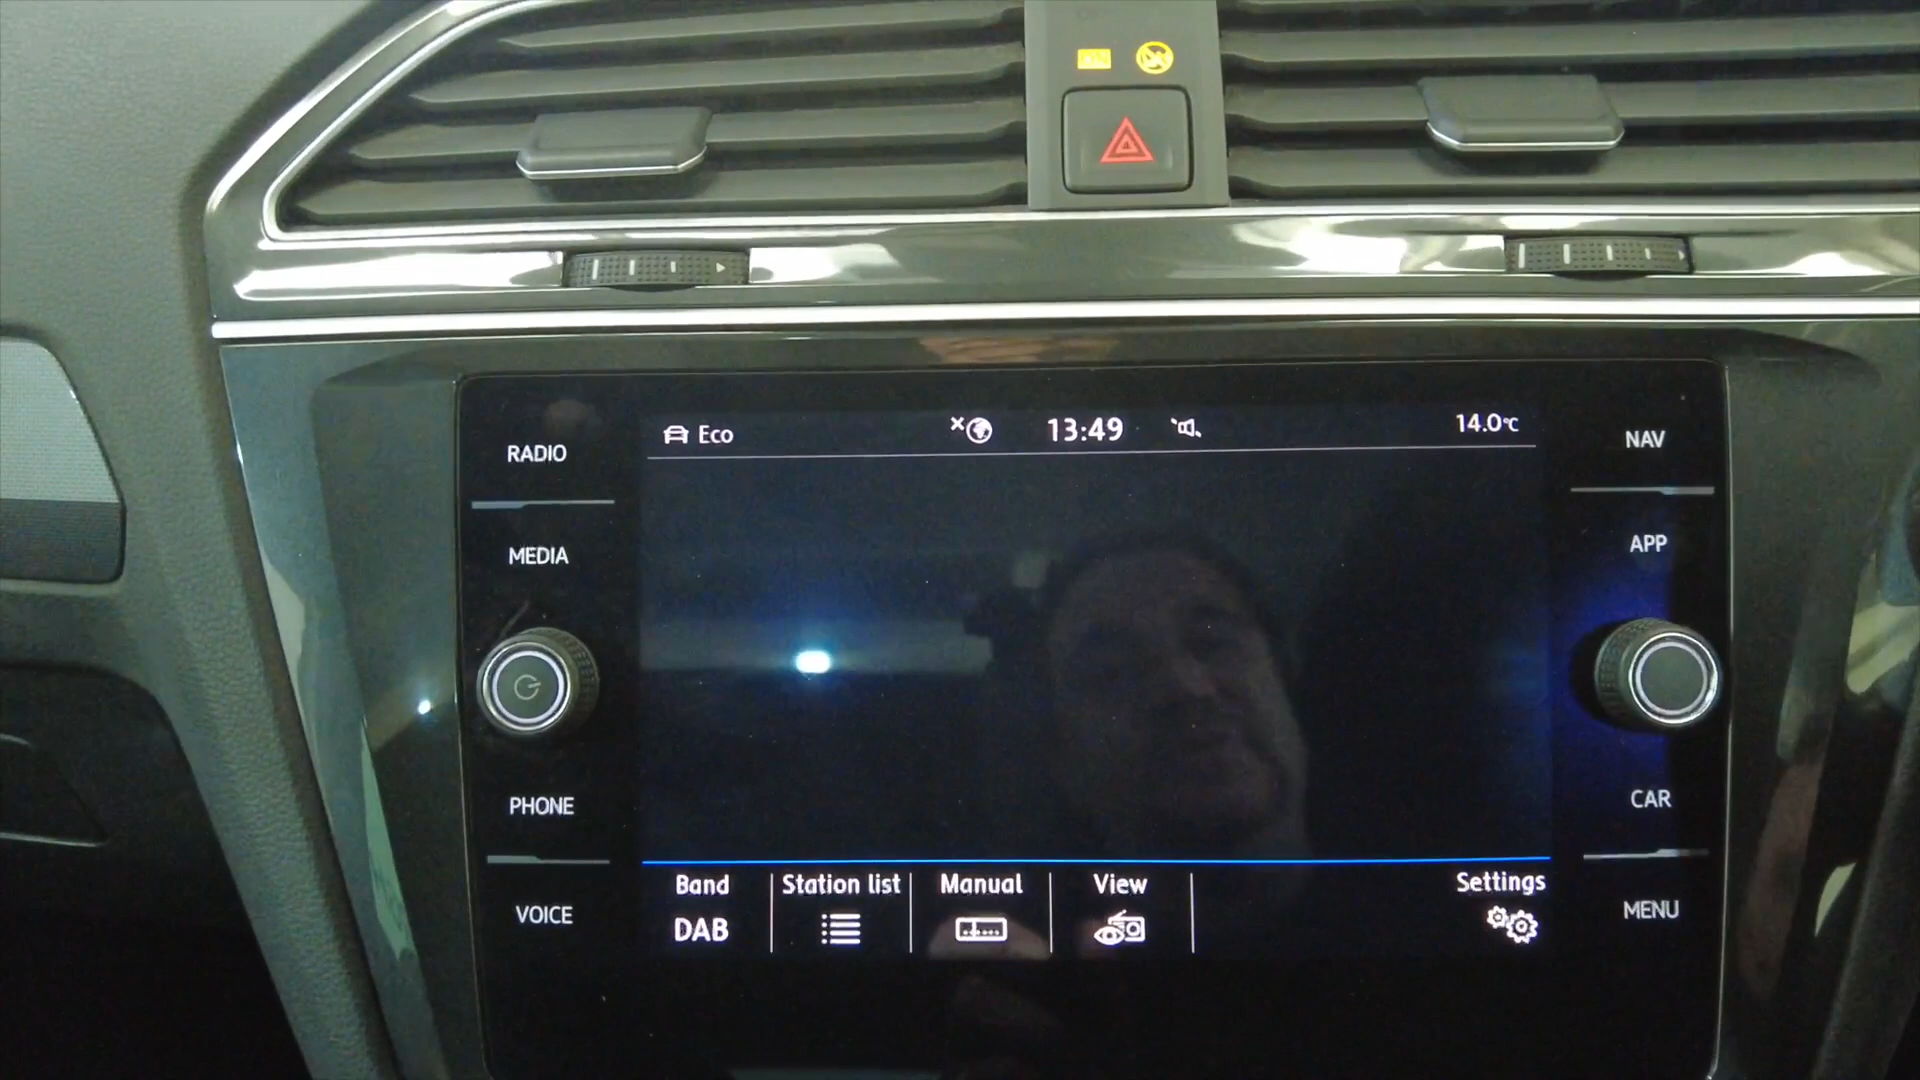 ON
Eco
13:49
14.0°C
RADIO
NAV
MEDIA
APP
PHONE
CAR
VOICE
MENU
Band
Station list
Manual
View
Settings
DAB